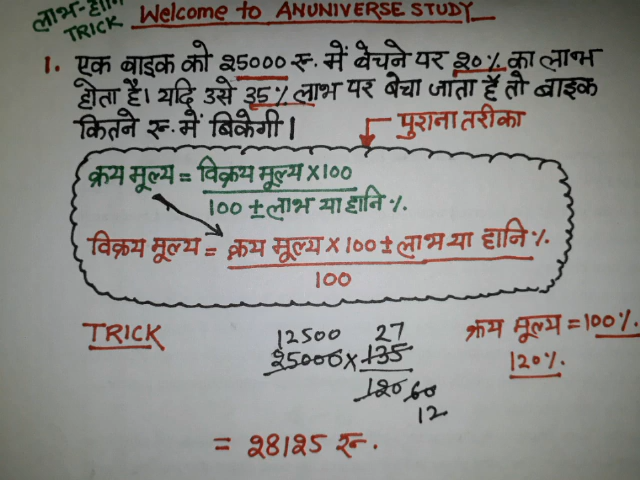 लाभ-हानि
TRICK
Welcome to ANUNIVERSE STUDY
1. एक बाइक को 25000 रु. में बेचने पर 20% का लाभ
होता है। यदि उसे 35% लाभ पर बेचा जाता है तो बाइक
कितने रु. में बिकेगी।
पुराना तरीका
क्रय मूल्य = विक्रय मूल्य × 100
100 ± लाभ या हानि %
विक्रय मूल्य = क्रय मूल्य × 100 ± लाभ या हानि %
100
TRICK
12500 27
25000 × 135
120 60
12
क्रय मूल्य = 100%
120%
= 28125 रु.